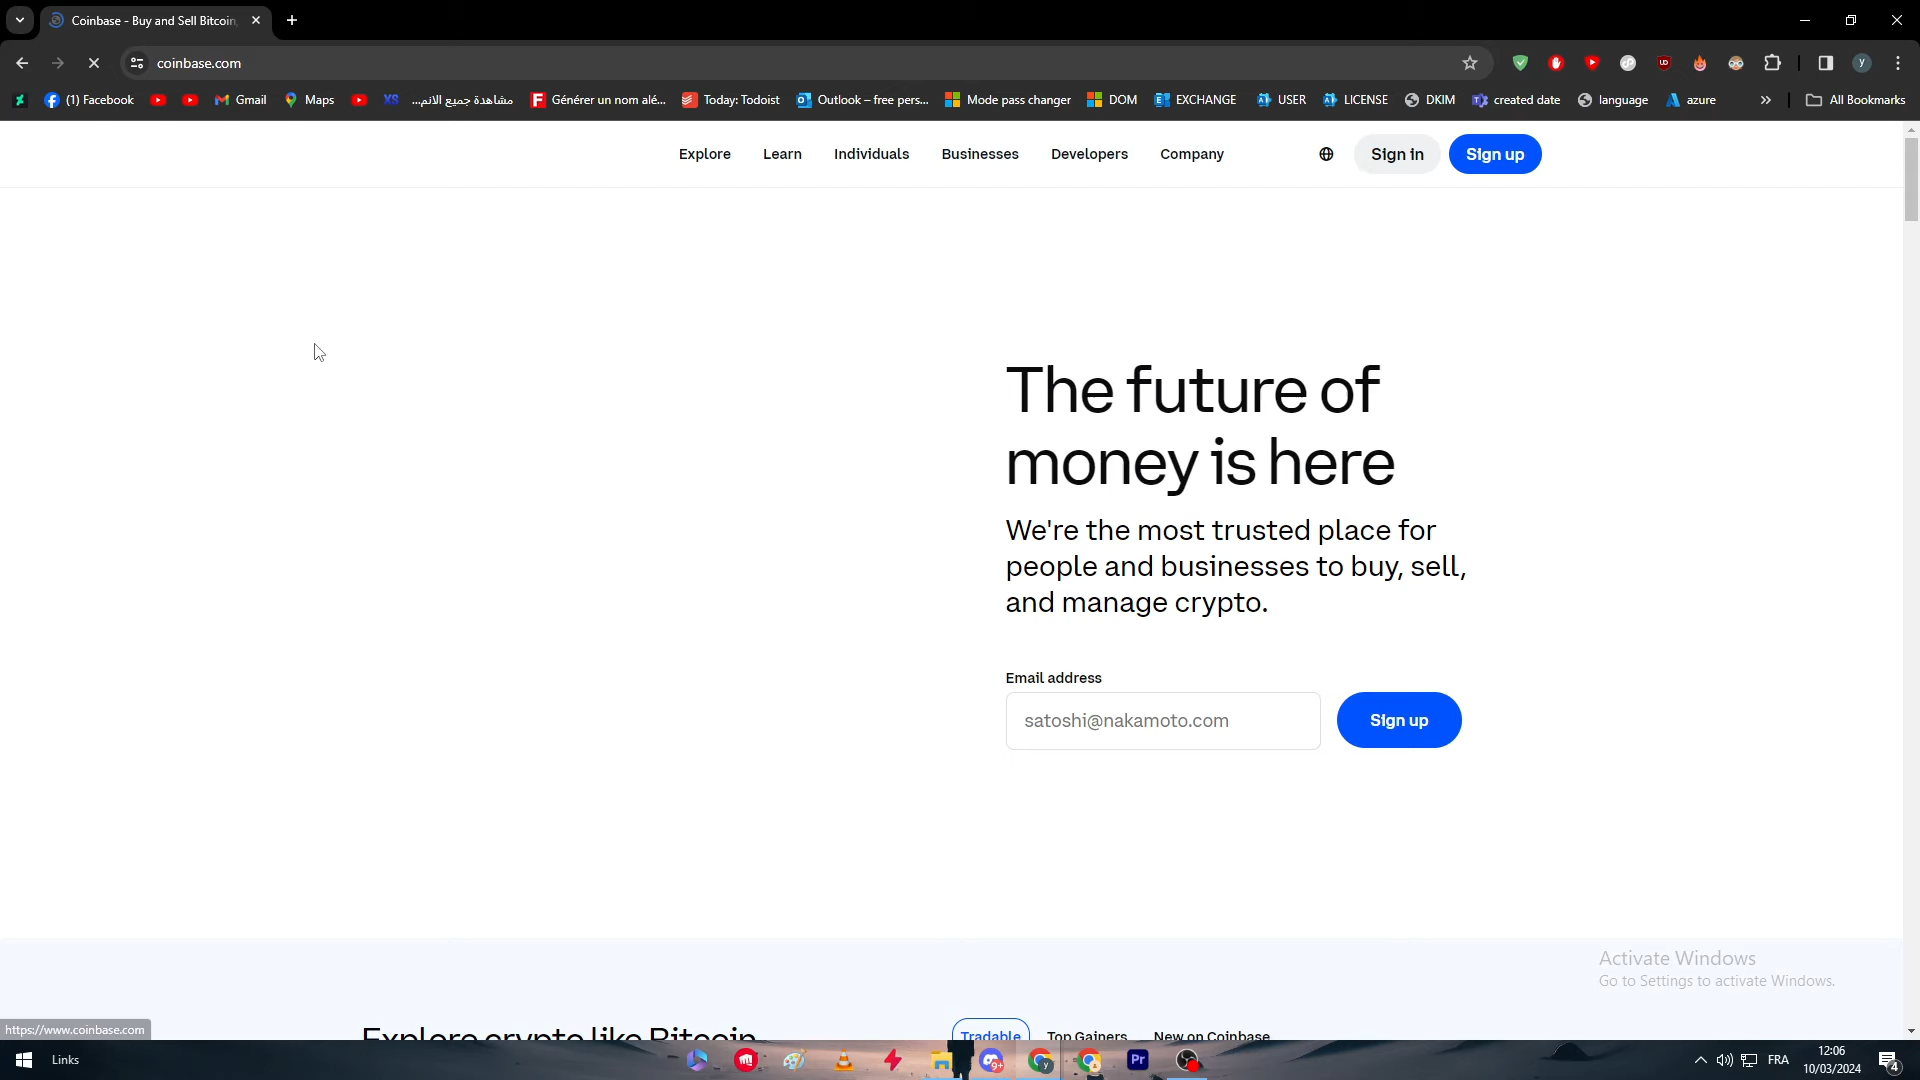 Coinbase - Buy and Sell Bitcoin,
coinbase.com
(1) Facebook
Gmail
Maps
XS
مشاهدة جميع الانم...
Générer un nom alé...
Today: Todoist
Outlook – free pers...
Mode pass changer
DOM
EXCHANGE
USER
LICENSE
DKIM
created date
language
azure
All Bookmarks
Explore
Learn
Individuals
Businesses
Developers
Company
Sign in
Sign up
The future of
money is here
We're the most trusted place for
people and businesses to buy, sell,
and manage crypto.
Email address
satoshi@nakamoto.com
Sign up
Activate Windows
Go to Settings to activate Windows.
https://www.coinbase.com
Explore crypto like Bitcoin,
Tradable
Top Gainers
New on Coinbase
Links
9+
Pr
FRA
12:06
10/03/2024
4